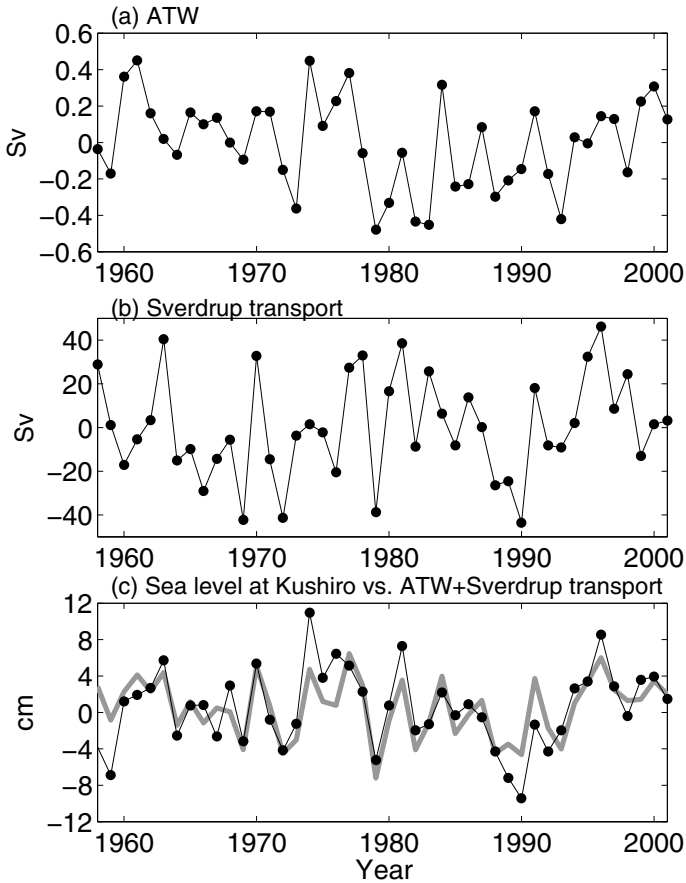 (a) ATW
0.6
0.4
0.2
0
−0.2
−0.4
−0.6
Sv
1960 1970 1980 1990 2000
(b) Sverdrup transport
40
20
0
−20
−40
Sv
1960 1970 1980 1990 2000
(c) Sea level at Kushiro vs. ATW+Sverdrup transport
12
8
4
0
−4
−8
−12
cm
1960 1970 1980 1990 2000
Year